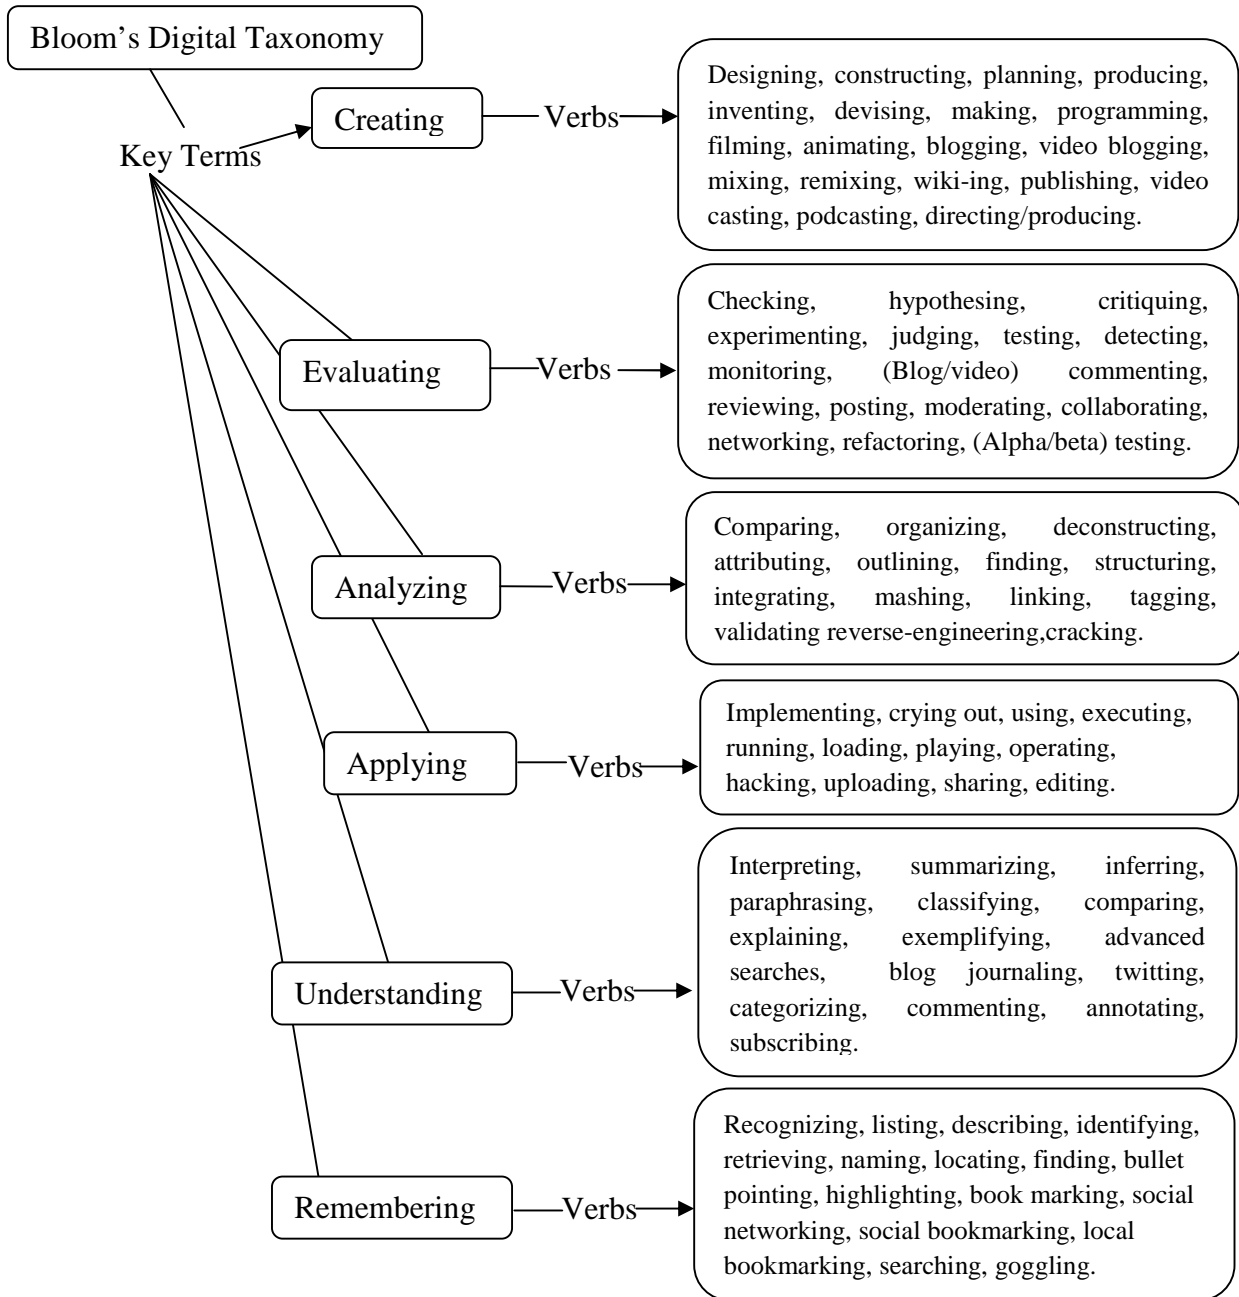 Bloom’s Digital Taxonomy
Key Terms
Creating
Verbs
Designing, constructing, planning, producing,
inventing, devising, making, programming,
filming, animating, blogging, video blogging,
mixing, remixing, wiki-ing, publishing, video
casting, podcasting, directing/producing.
Evaluating
Verbs
Checking, hypothesing, critiquing,
experimenting, judging, testing, detecting,
monitoring, (Blog/video) commenting,
reviewing, posting, moderating, collaborating,
networking, refactoring, (Alpha/beta) testing.
Analyzing
Verbs
Comparing, organizing, deconstructing,
attributing, outlining, finding, structuring,
integrating, mashing, linking, tagging,
validating reverse-engineering,cracking.
Applying
Verbs
Implementing, crying out, using, executing,
running, loading, playing, operating,
hacking, uploading, sharing, editing.
Understanding
Verbs
Interpreting, summarizing, inferring,
paraphrasing, classifying, comparing,
explaining, exemplifying, advanced
searches, blog journaling, twitting,
categorizing, commenting, annotating,
subscribing.
Remembering
Verbs
Recognizing, listing, describing, identifying,
retrieving, naming, locating, finding, bullet
pointing, highlighting, book marking, social
networking, social bookmarking, local
bookmarking, searching, goggling.